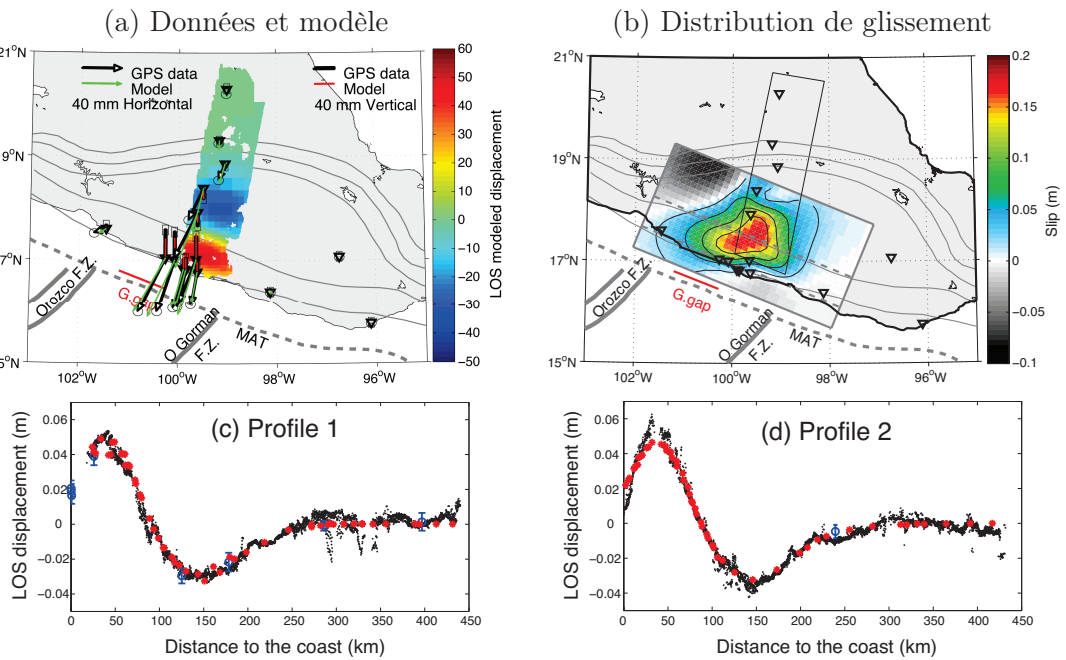 (a) Données et modèle
(b) Distribution de glissement
21°N
19°N
17°N
15°N
102°W
100°W
98°W
96°W
GPS data
Model
40 mm Horizontal
GPS data
Model
40 mm Vertical
Orozco F.Z.
G.gap
O Gorman
F.Z.
MAT
60
50
40
30
20
10
0
−10
−20
−30
−40
−50
LOS modeled displacement
21°N
19°N
17°N
15°N
102°W
100°W
98°W
96°W
Orozco F.Z.
G.gap
O Gorman
F.Z.
MAT
0.2
0.15
0.1
0.05
0
−0.05
−0.1
Slip (m)
(c) Profile 1
0.06
0.04
0.02
0
−0.02
−0.04
LOS displacement (m)
0 50 100 150 200 250 300 350 400 450
Distance to the coast (km)
(d) Profile 2
0.06
0.04
0.02
0
−0.02
−0.04
LOS displacement (m)
0 50 100 150 200 250 300 350 400 450
Distance to the coast (km)